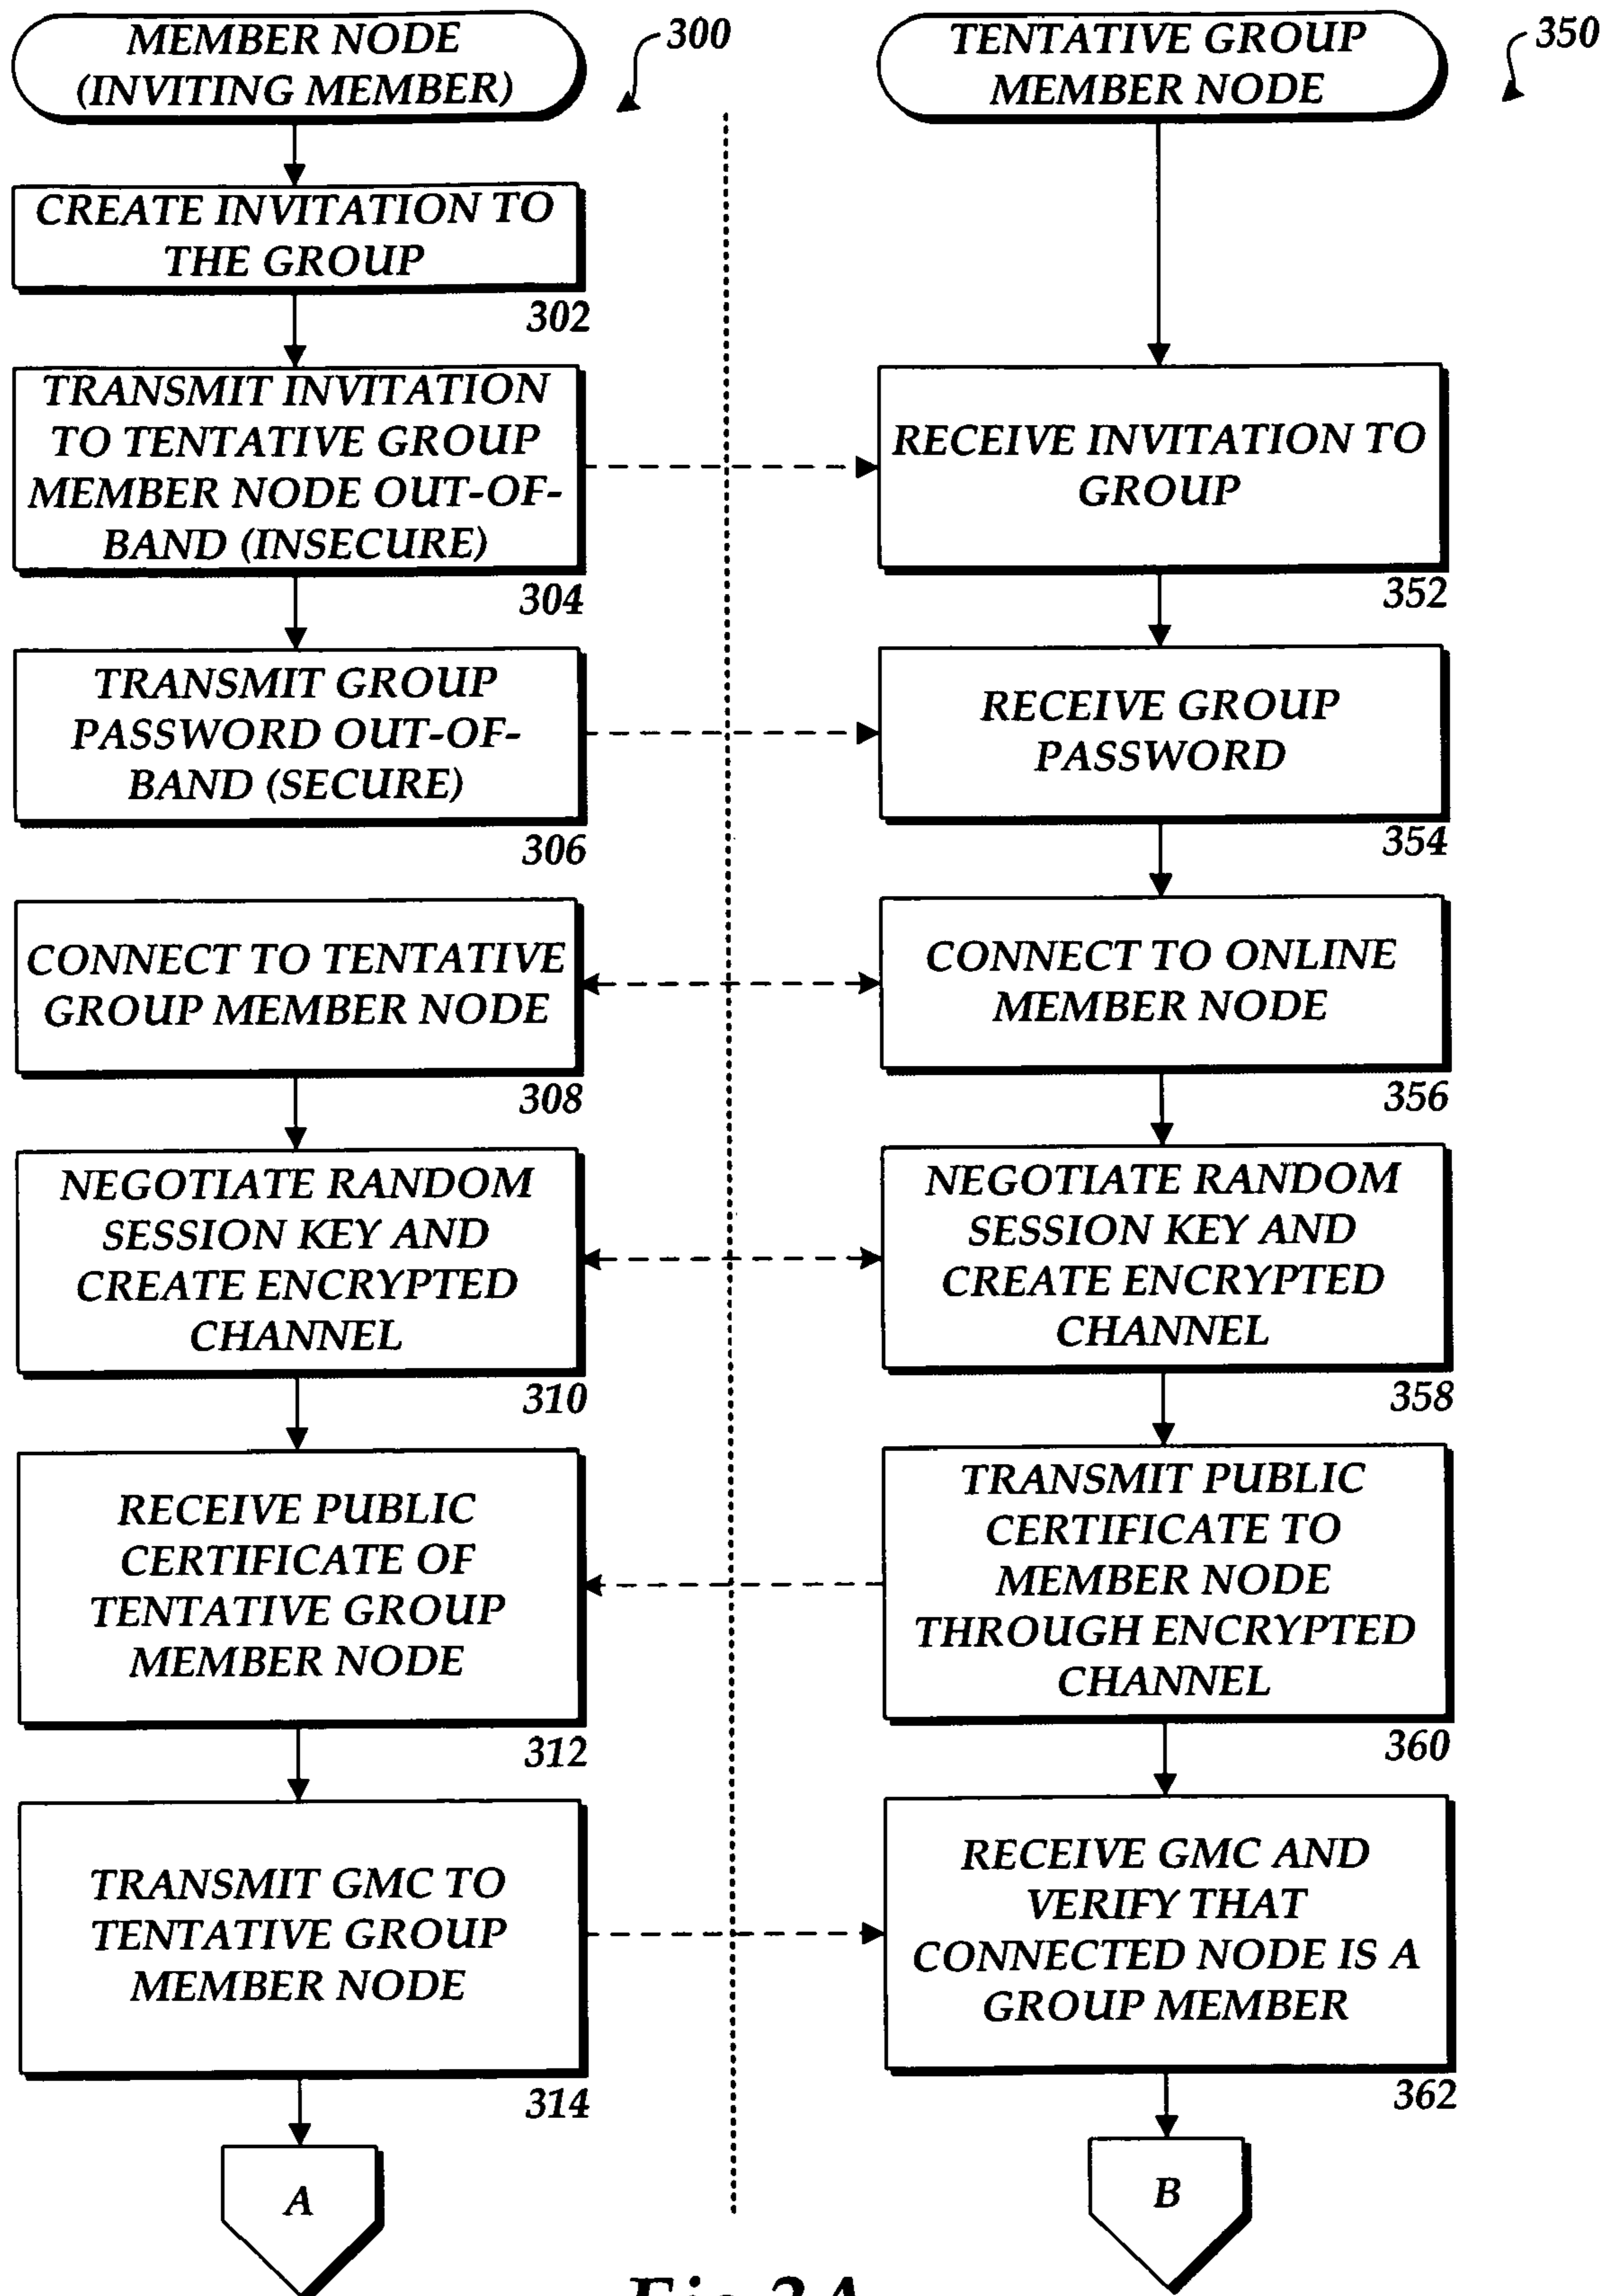 MEMBER NODE
(INVITING MEMBER)
300
TENTATIVE GROUP
MEMBER NODE
350
CREATE INVITATION TO
THE GROUP
302
TRANSMIT INVITATION
TO TENTATIVE GROUP
MEMBER NODE OUT-OF-
BAND (INSECURE)
304
RECEIVE INVITATION TO
GROUP
352
TRANSMIT GROUP
PASSWORD OUT-OF-
BAND (SECURE)
306
RECEIVE GROUP
PASSWORD
354
CONNECT TO TENTATIVE
GROUP MEMBER NODE
308
CONNECT TO ONLINE
MEMBER NODE
356
NEGOTIATE RANDOM
SESSION KEY AND
CREATE ENCRYPTED
CHANNEL
310
NEGOTIATE RANDOM
SESSION KEY AND
CREATE ENCRYPTED
CHANNEL
358
RECEIVE PUBLIC
CERTIFICATE OF
TENTATIVE GROUP
MEMBER NODE
312
TRANSMIT PUBLIC
CERTIFICATE TO
MEMBER NODE
THROUGH ENCRYPTED
CHANNEL
360
TRANSMIT GMC TO
TENTATIVE GROUP
MEMBER NODE
314
RECEIVE GMC AND
VERIFY THAT
CONNECTED NODE IS A
GROUP MEMBER
362
A
B